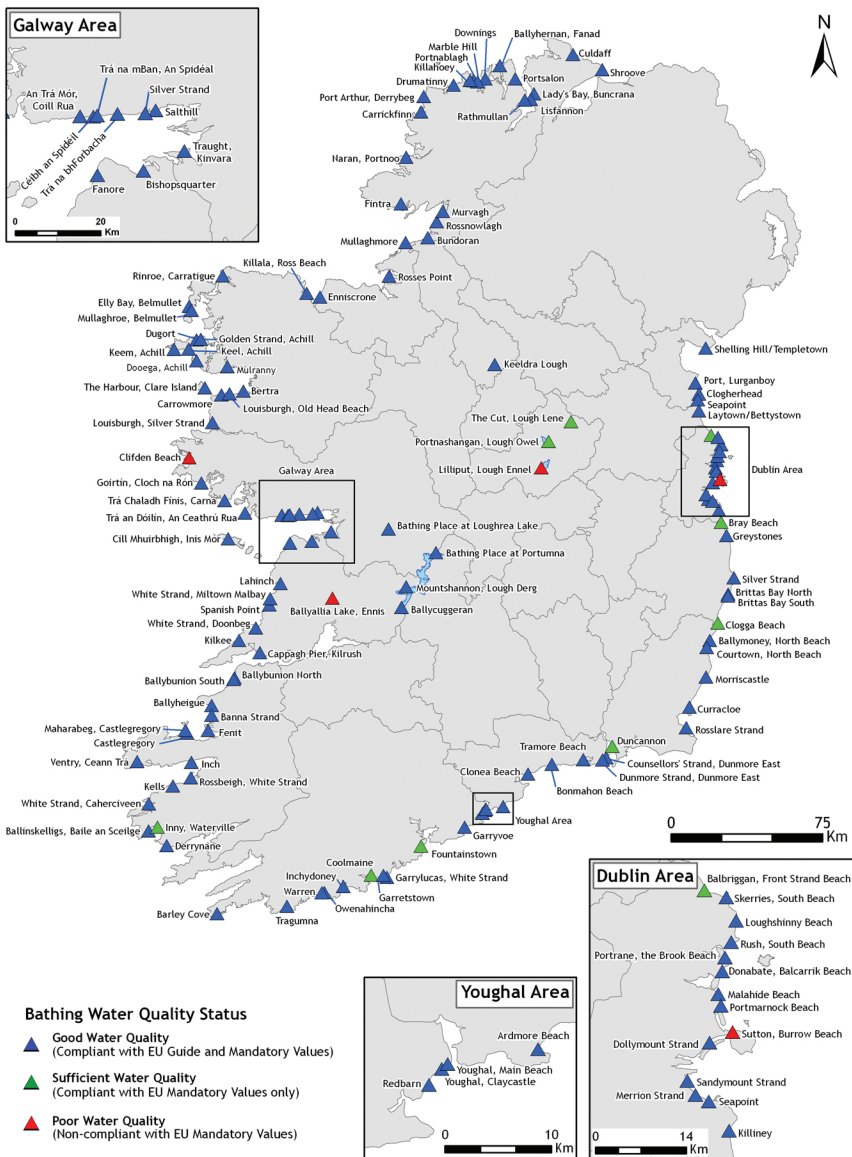 Galway Area
Trá na mBan, An Spidéal
An Trá Mór,
Coill Rua
Silver Strand
Salthill
Céibh an Spidéil
Trá na bhForbacha
Traught,
Kinvara
Fanore
Bishopsquarter
0
20
Km
N
Downings
Ballyhernan, Fanad
Marble Hill
Portnablagh
Killahoey
Culdaff
Drumatinny
Portsalon
Shroove
Port Arthur, Derrybeg
Lady's Bay, Buncrana
Carrickfinn
Rathmullan
Lisfannon
Naran, Portnoo
Fintra
Murvagh
Rossnowlagh
Mullaghmore
Bundoran
Killala, Ross Beach
Rinroe, Carratigue
Rosses Point
Enniscrone
Elly Bay, Belmullet
Mullaghroe, Belmullet
Dugort
Golden Strand, Achill
Keem, Achill
Keel, Achill
Dooega, Achill
Mulranny
Shelling Hill/Templetown
Keeldra Lough
The Harbour, Clare Island
Bertra
Port, Lurganboy
Clogherhead
Seapoint
Laytown/Bettystown
Carrowmore
Louisburgh, Old Head Beach
Louisburgh, Silver Strand
The Cut, Lough Lene
Portnashangan, Lough Owel
Clifden Beach
Lilliput, Lough Ennel
Galway Area
Dublin Area
Goirtín, Cloch na Rón
Trá Chaladh Fínis, Carna
Trá an Dóilín, An Ceathrú Rua
Bathing Place at Loughrea Lake
Bray Beach
Greystones
Cill Mhuirbhigh, Inis Mór
Bathing Place at Portumna
Lahinch
Mountshannon, Lough Derg
Silver Strand
White Strand, Miltown Malbay
Brittas Bay North
Brittas Bay South
Spanish Point
Ballyallia Lake, Ennis
Ballycuggeran
White Strand, Doonbeg
Clogga Beach
Kilkee
Ballymoney, North Beach
Courtown, North Beach
Cappagh Pier, Kilrush
Ballybunion North
Ballybunion South
Morriscastle
Ballyheigue
Banna Strand
Curracloe
Maharabeg, Castlegregory
Fenit
Rosslare Strand
Castlegregory
Duncannon
Tramore Beach
Ventry, Ceann Trá
Inch
Counsellors' Strand, Dunmore East
Clonea Beach
Dunmore Strand, Dunmore East
Rossbeigh, White Strand
Kells
Bonmahon Beach
White Strand, Caherciveen
Youghal Area
Ballinskelligs, Baile an Sceilge
Inny, Waterville
Garryvoe
Derrynane
Fountainstown
0
75
Km
Coolmaine
Inchydoney
Garrylucas, White Strand
Warren
Garretstown
Owenahincha
Barley Cove
Tragumna
Dublin Area
Balbriggan, Front Strand Beach
Skerries, South Beach
Loughshinny Beach
Rush, South Beach
Portrane, the Brook Beach
Donabate, Balcarrik Beach
Malahide Beach
Portmarnock Beach
Sutton, Burrow Beach
Dollymount Strand
Sandymount Strand
Merrion Strand
Seapoint
Killiney
0
14
Km
Youghal Area
Ardmore Beach
Youghal, Main Beach
Redbarn
Youghal, Claycastle
0
10
Km
Bathing Water Quality Status
Good Water Quality
(Compliant with EU Guide and Mandatory Values)
Sufficient Water Quality
(Compliant with EU Mandatory Values only)
Poor Water Quality
(Non-compliant with EU Mandatory Values)